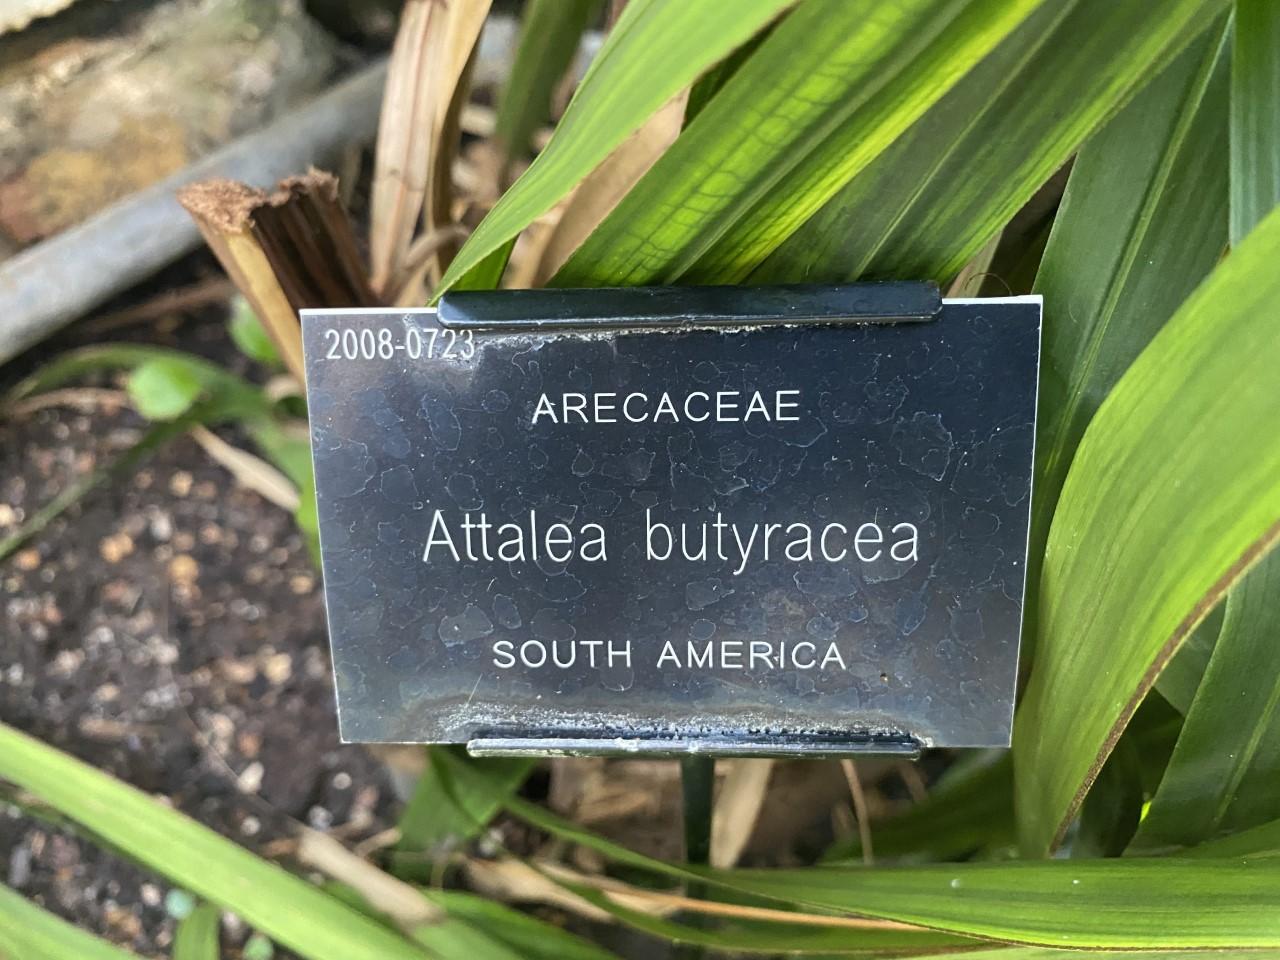 2008-0723
ARECACEAE
Attalea butyracea
SOUTH AMERICA